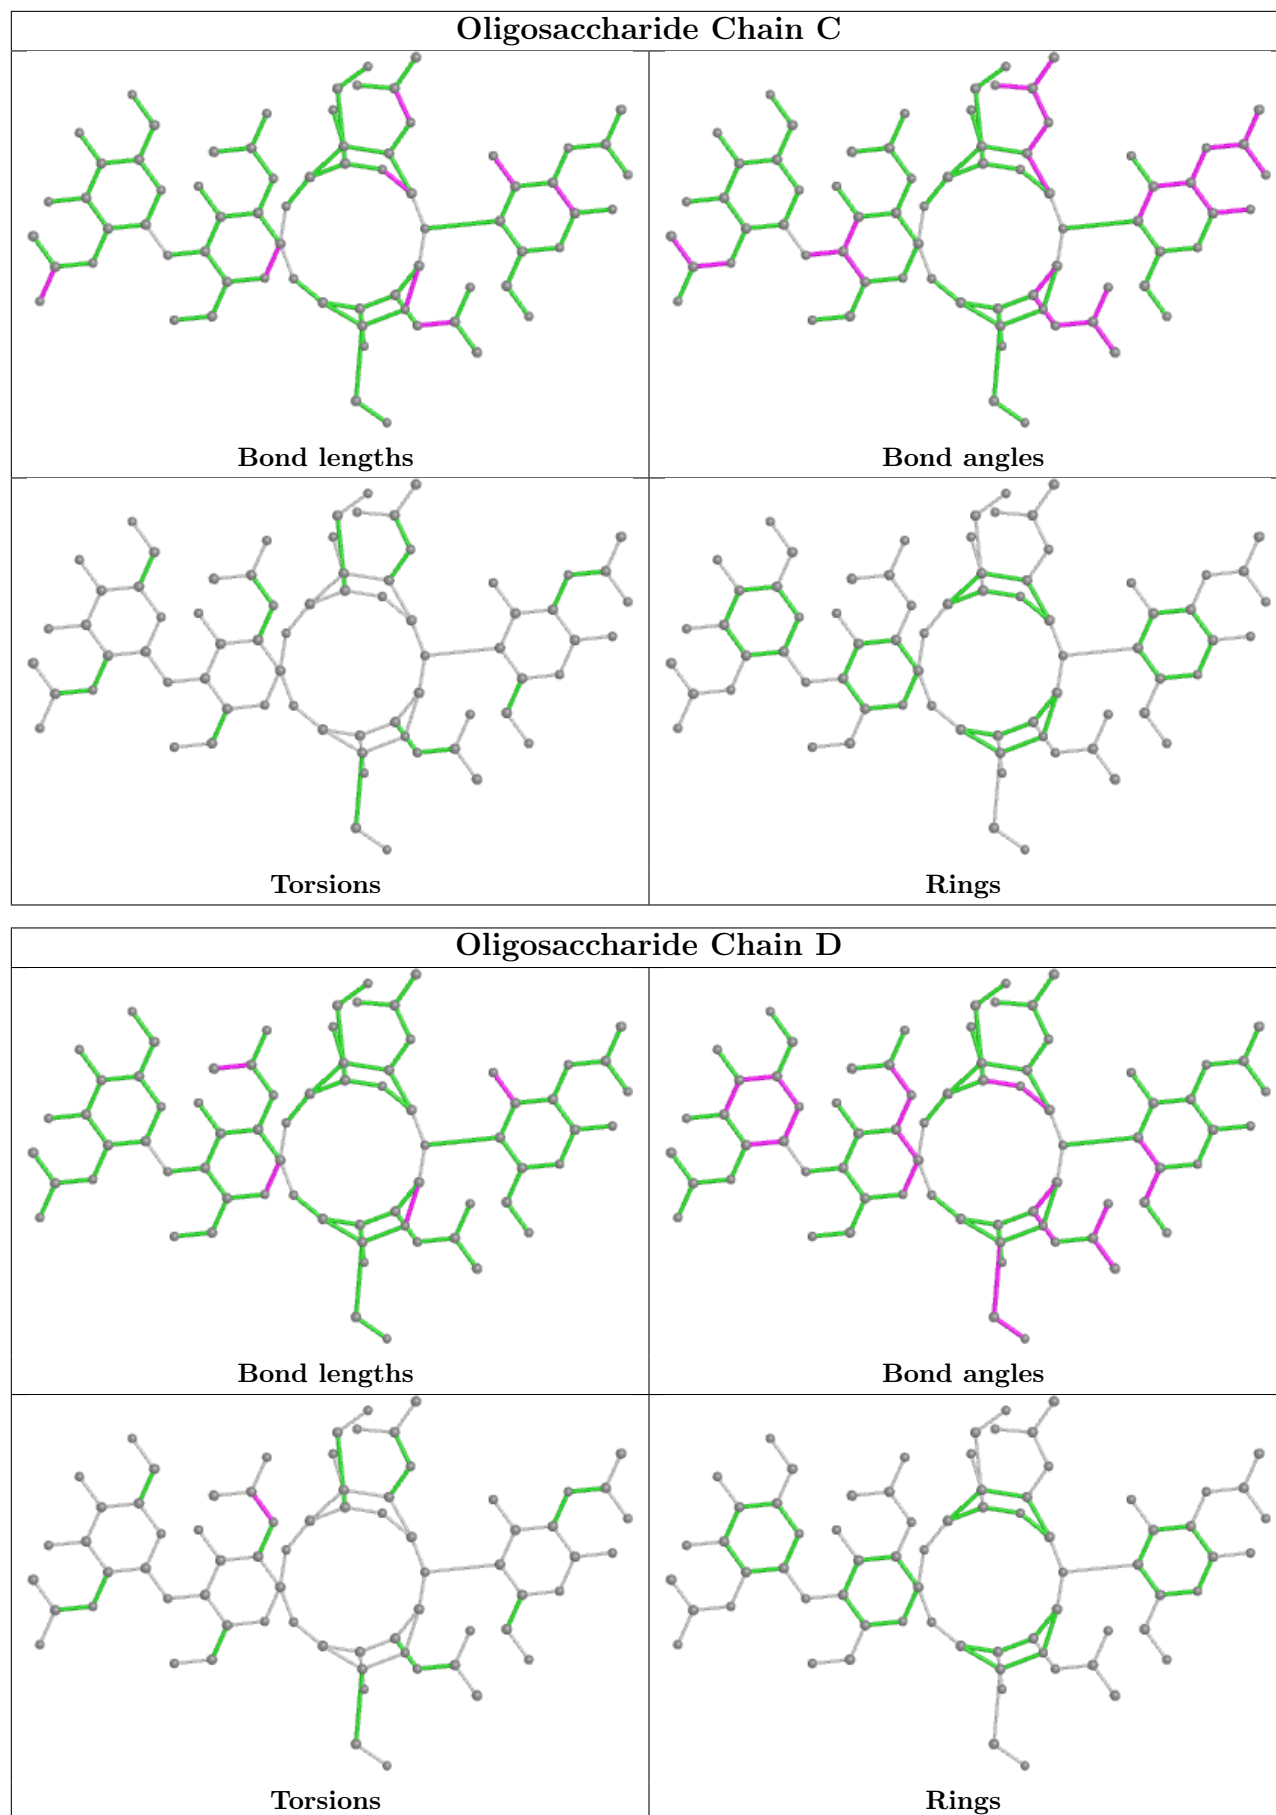 Oligosaccharide Chain C
Bond lengths
Bond angles
Torsions
Rings
Oligosaccharide Chain D
Bond lengths
Bond angles
Torsions
Rings